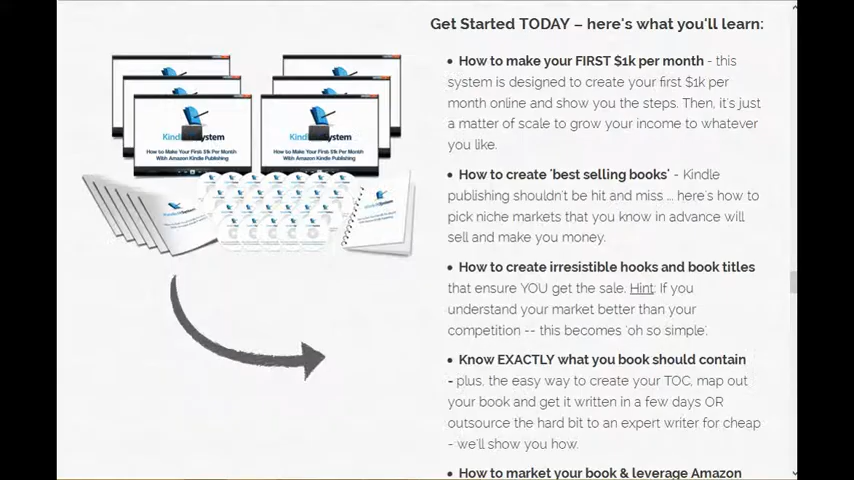 Get Started TODAY – here's what you'll learn:
• How to make your FIRST $1k per month - this
system is designed to create your first $1k per
month online and show you the steps. Then, it's just
a matter of scale to grow your income to whatever
you like.
• How to create 'best selling books' - Kindle
publishing shouldn't be hit and miss ... here's how to
pick niche markets that you know in advance will
sell and make you money.
• How to create irresistible hooks and book titles
that ensure YOU get the sale. Hint: If you
understand your market better than your
competition -- this becomes 'oh so simple'.
• Know EXACTLY what you book should contain
- plus, the easy way to create your TOC, map out
your book and get it written in a few days OR
outsource the hard bit to an expert writer for cheap
- we'll show you how.
• How to market your book & leverage Amazon
How to Make Your First $1k Per Month
With Amazon Kindle Publishing
How to Make Your First $1k Per Month
With Amazon Kindle Publishing